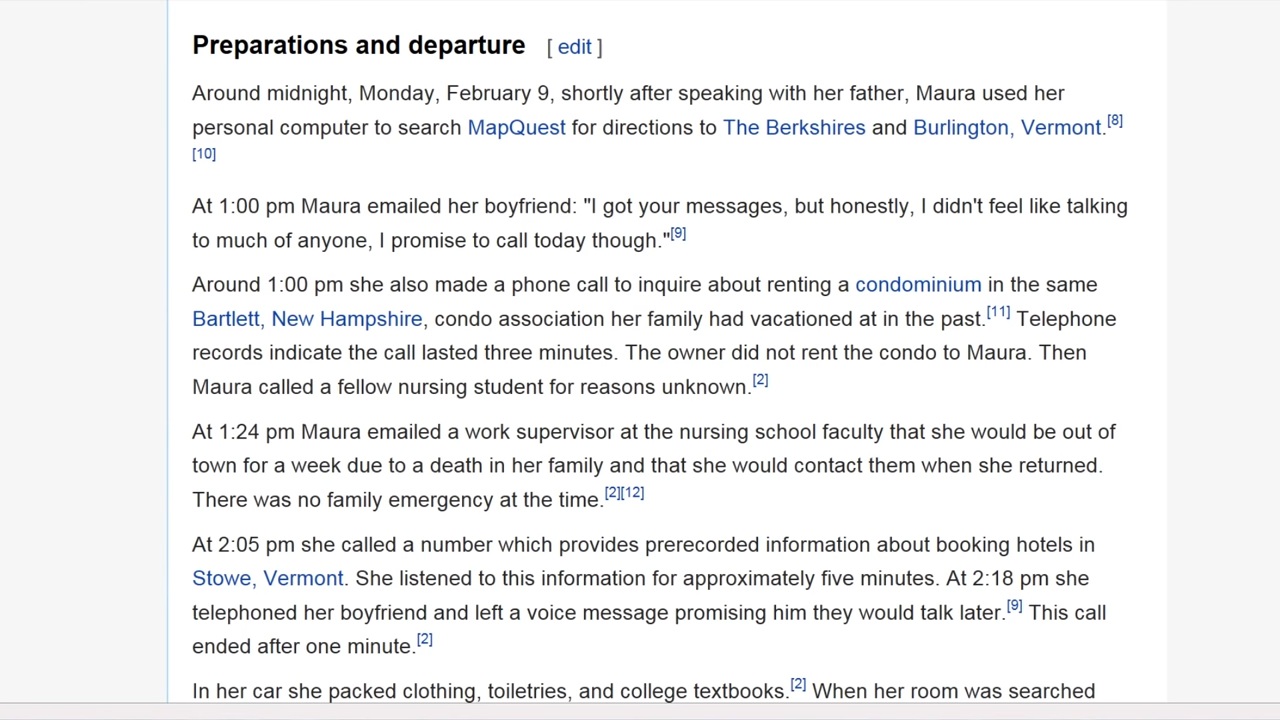 Preparations and departure [ edit ]
Around midnight, Monday, February 9, shortly after speaking with her father, Maura used her
personal computer to search MapQuest for directions to The Berkshires and Burlington, Vermont.[8]
[10]
At 1:00 pm Maura emailed her boyfriend: "I got your messages, but honestly, I didn't feel like talking
to much of anyone, I promise to call today though."[9]
Around 1:00 pm she also made a phone call to inquire about renting a condominium in the same
Bartlett, New Hampshire, condo association her family had vacationed at in the past.[11] Telephone
records indicate the call lasted three minutes. The owner did not rent the condo to Maura. Then
Maura called a fellow nursing student for reasons unknown.[2]
At 1:24 pm Maura emailed a work supervisor at the nursing school faculty that she would be out of
town for a week due to a death in her family and that she would contact them when she returned.
There was no family emergency at the time.[2][12]
At 2:05 pm she called a number which provides prerecorded information about booking hotels in
Stowe, Vermont. She listened to this information for approximately five minutes. At 2:18 pm she
telephoned her boyfriend and left a voice message promising him they would talk later.[9] This call
ended after one minute.[2]
In her car she packed clothing, toiletries, and college textbooks.[2] When her room was searched